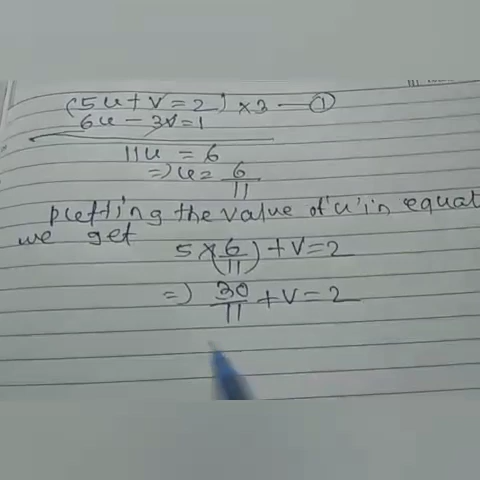 (5u + v = 2) × 3 — ①
6u - 3v = 1
11u = 6
⇒ u = 6/11
putting the value of 'u' in equat
we get
5 × (6/11) + v = 2
⇒ 30/11 + v = 2